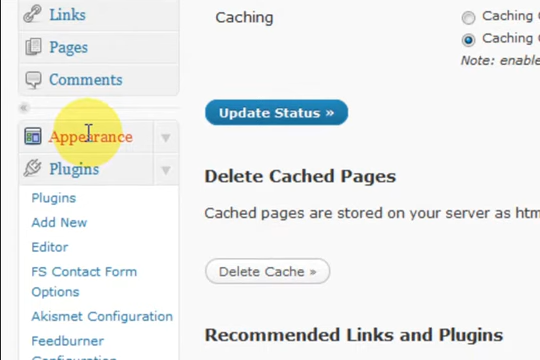 Links
Pages
Comments
Appearance
Plugins
Plugins
Add New
Editor
FS Contact Form
Options
Akismet Configuration
Feedburner
Configuration
Caching
Caching
Caching
Note: enable
Update Status »
Delete Cached Pages
Cached pages are stored on your server as htm
Delete Cache »
Recommended Links and Plugins